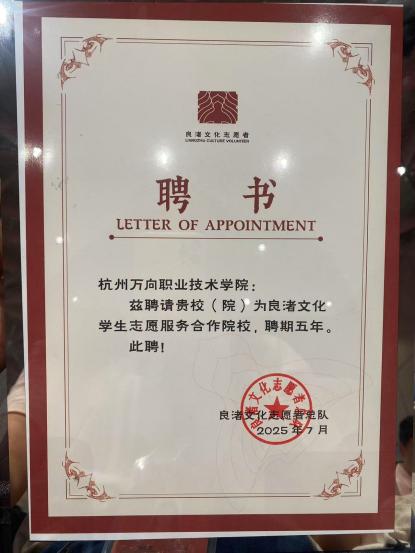 良渚文化志愿者
LIANGZHU CULTURE VOLUNTEER
聘 书
LETTER OF APPOINTMENT
杭州万向职业技术学院：
兹聘请贵校（院）为良渚文化
学生志愿服务合作院校，聘期五年。
此聘！
良渚文化志愿者总队
2025年7月